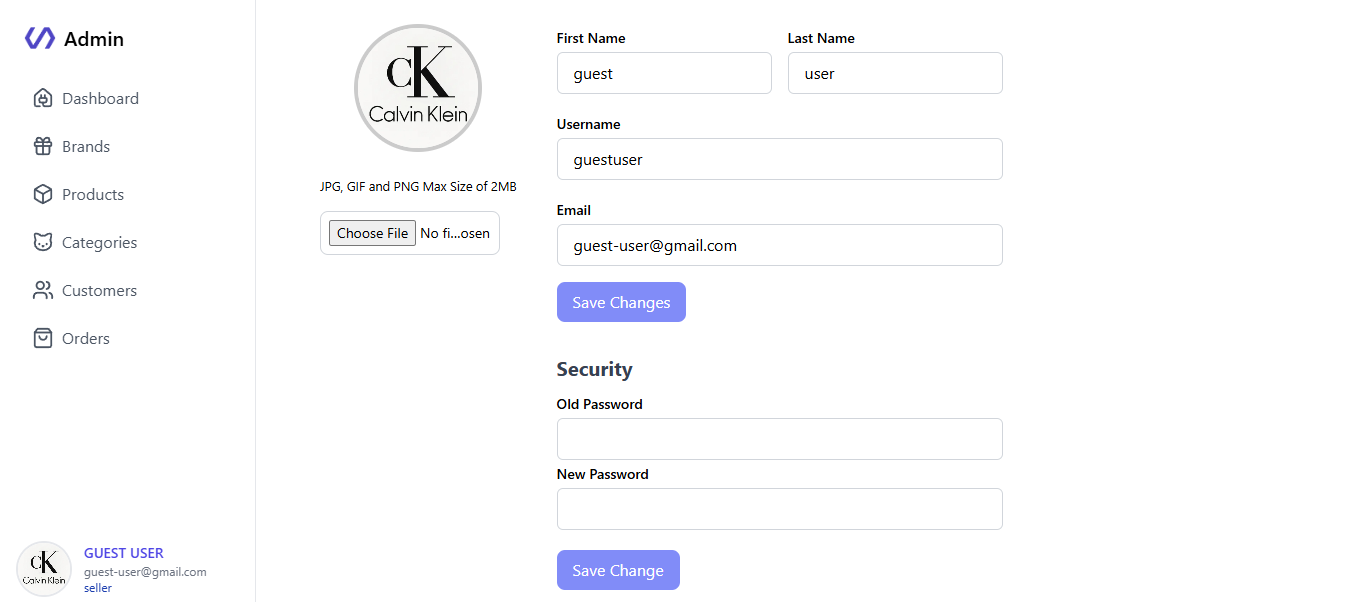 Admin
Dashboard
Brands
Products
Categories
Customers
Orders
CK
Calvin Klein
GUEST USER
guest-user@gmail.com
seller
CK
Calvin Klein
JPG, GIF and PNG Max Size of 2MB
Choose File No fi...osen
First Name
guest
Last Name
user
Username
guestuser
Email
guest-user@gmail.com
Save Changes
Security
Old Password
New Password
Save Change